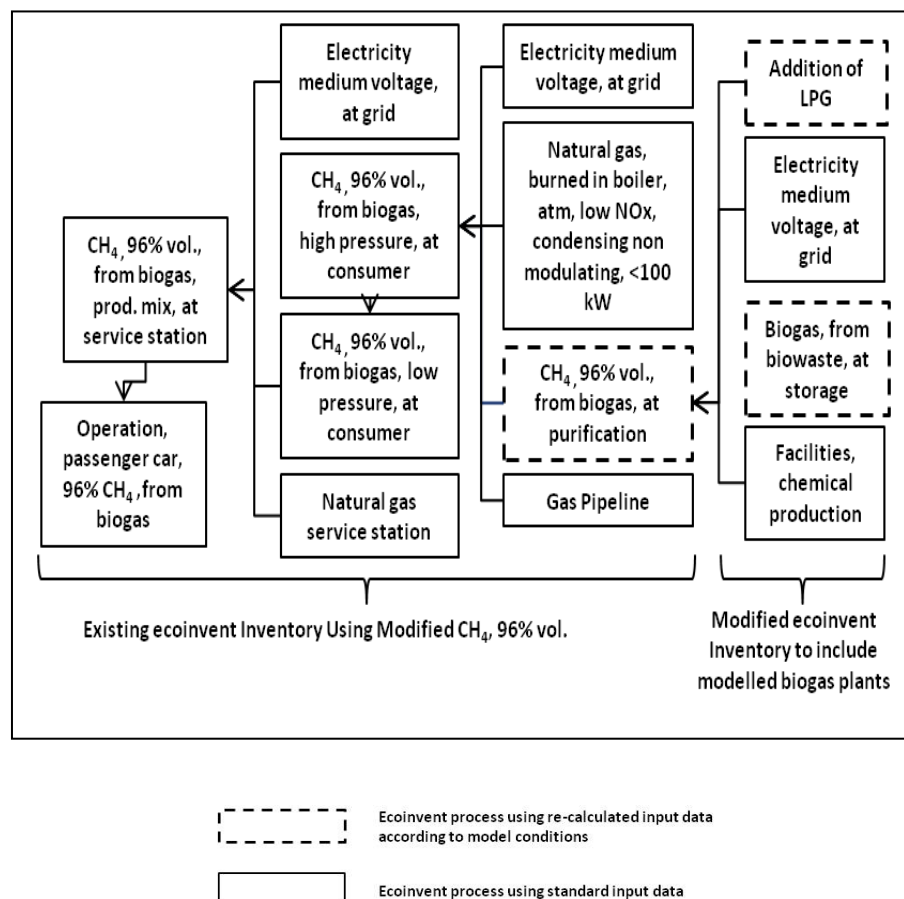 Electricity
medium voltage,
at grid
CH4, 96% vol.,
from biogas,
high pressure, at
consumer
CH4, 96% vol.,
from biogas,
prod. mix, at
service station
CH4, 96% vol.,
from biogas, low
pressure, at
consumer
Operation,
passenger car,
96% CH4, from
biogas
Natural gas
service station
Electricity medium
voltage, at grid
Natural gas,
burned in boiler,
atm, low NOx,
condensing non
modulating, <100
kW
CH4, 96% vol.,
from biogas, at
purification
Gas Pipeline
Addition of
LPG
Electricity
medium
voltage, at
grid
Biogas, from
biowaste, at
storage
Facilities,
chemical
production
Existing ecoinvent Inventory Using Modified CH4, 96% vol.
Modified ecoinvent
Inventory to include
modelled biogas plants
Ecoinvent process using re-calculated input data
according to model conditions
Ecoinvent process using standard input data